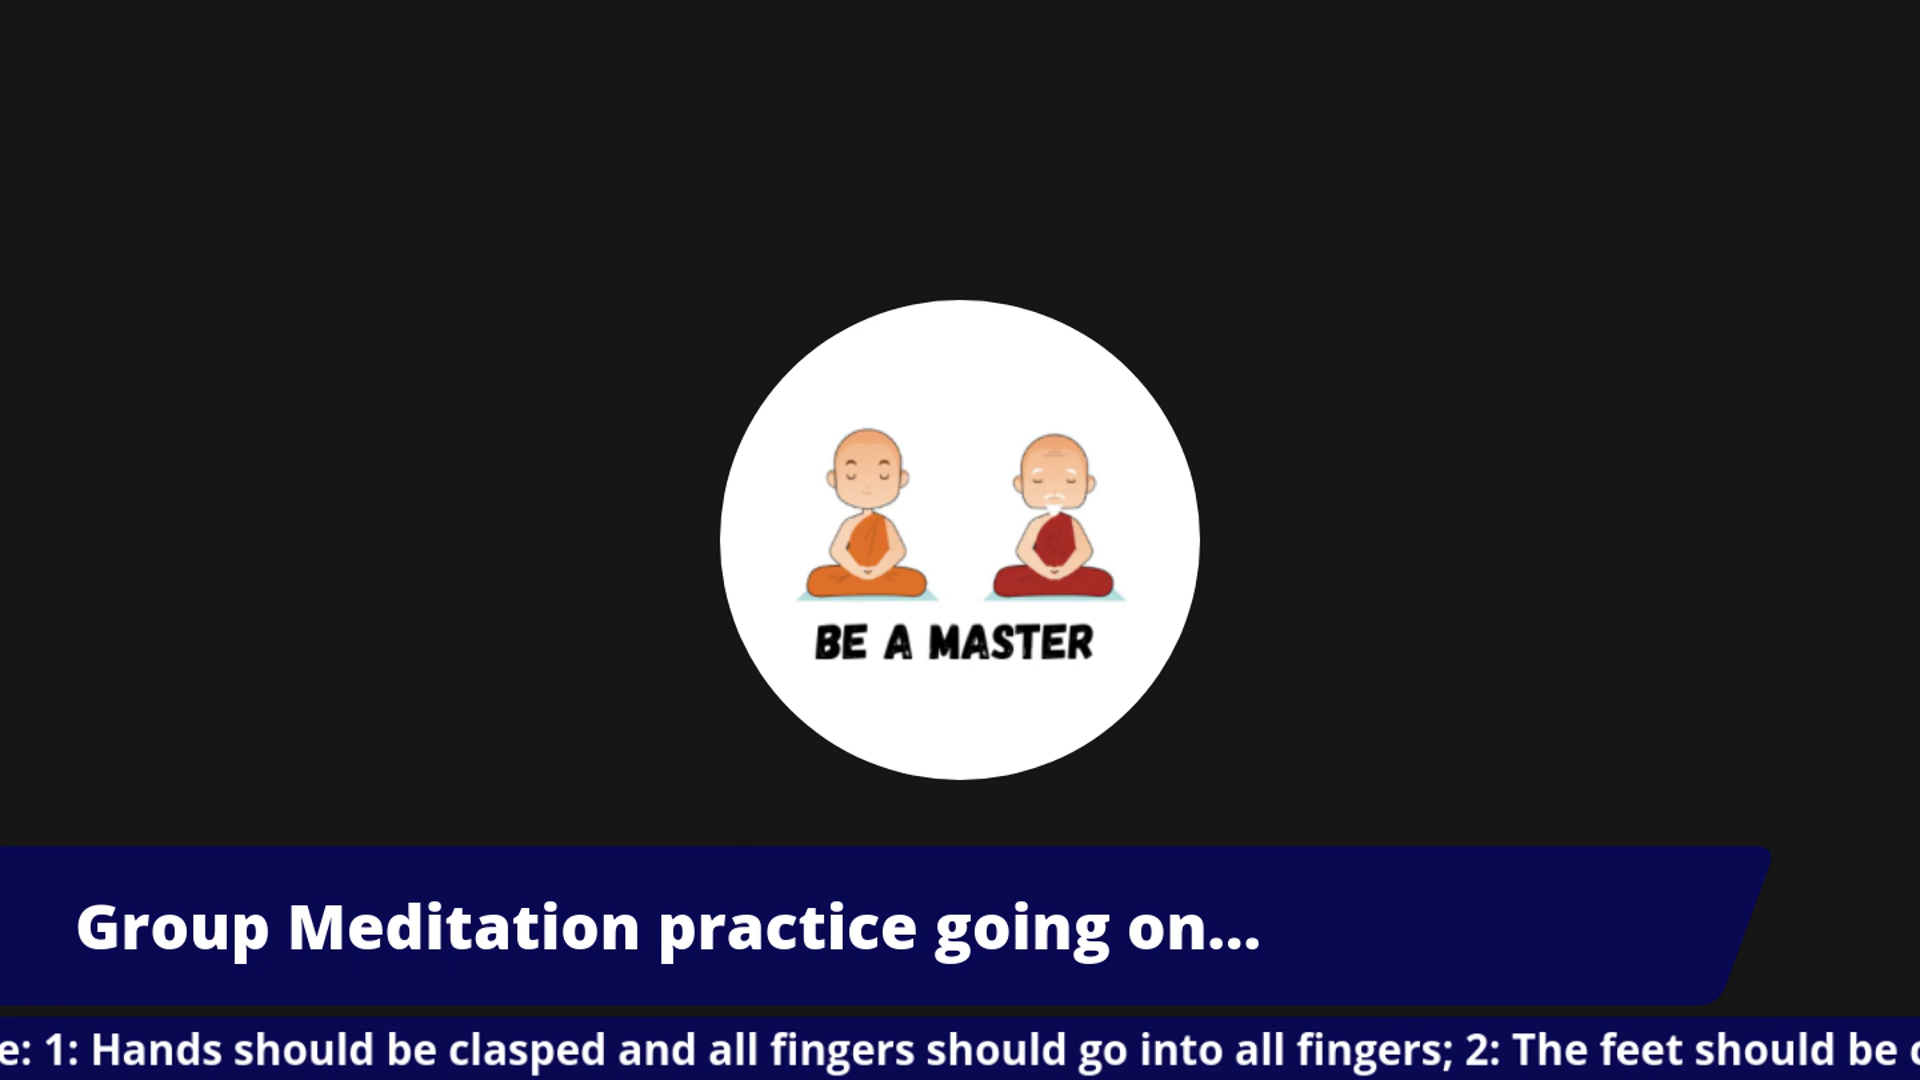 BE A MASTER
Group Meditation practice going on...
1: Hands should be clasped and all fingers should go into all fingers; 2: The feet should be